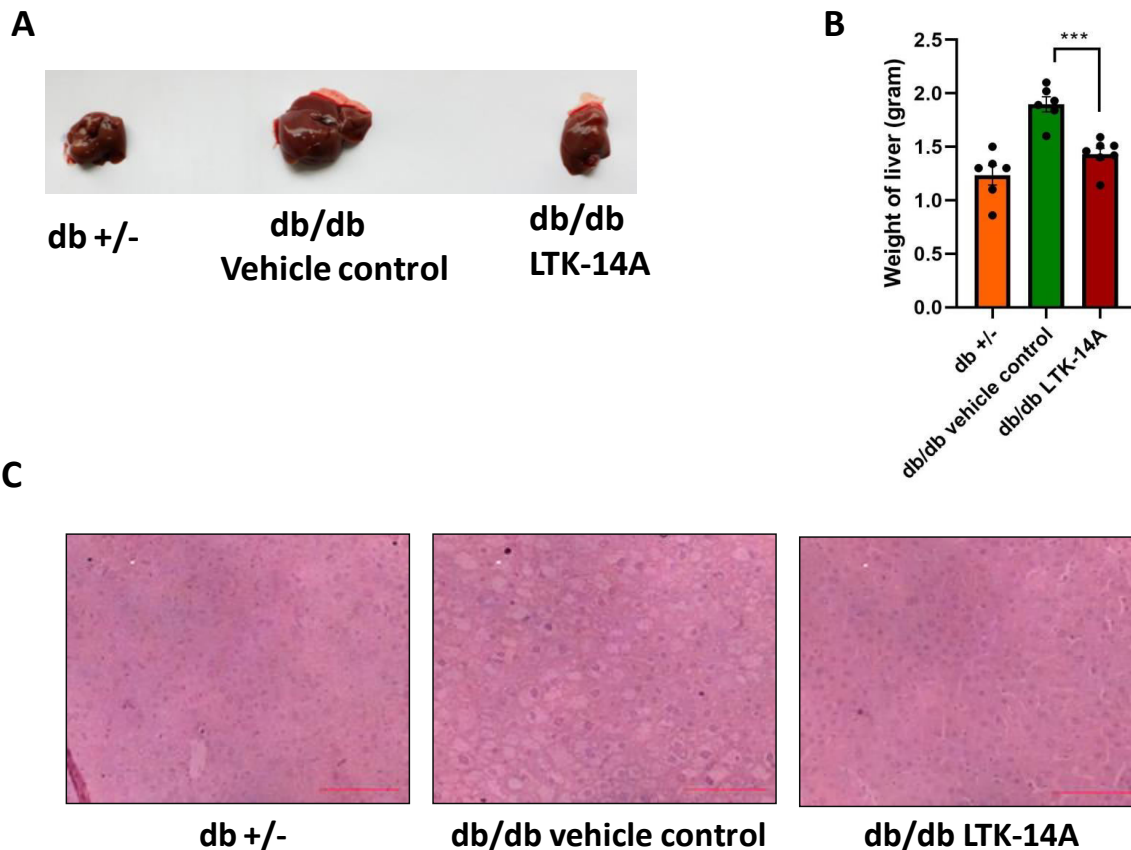 A
db +/-
db/db
Vehicle control
db/db
LTK-14A
B
Weight of liver (gram)
2.5
2.0
1.5
1.0
0.5
0.0
***
db +/-
db/db vehicle control
db/db LTK-14A
C
db +/-
db/db vehicle control
db/db LTK-14A